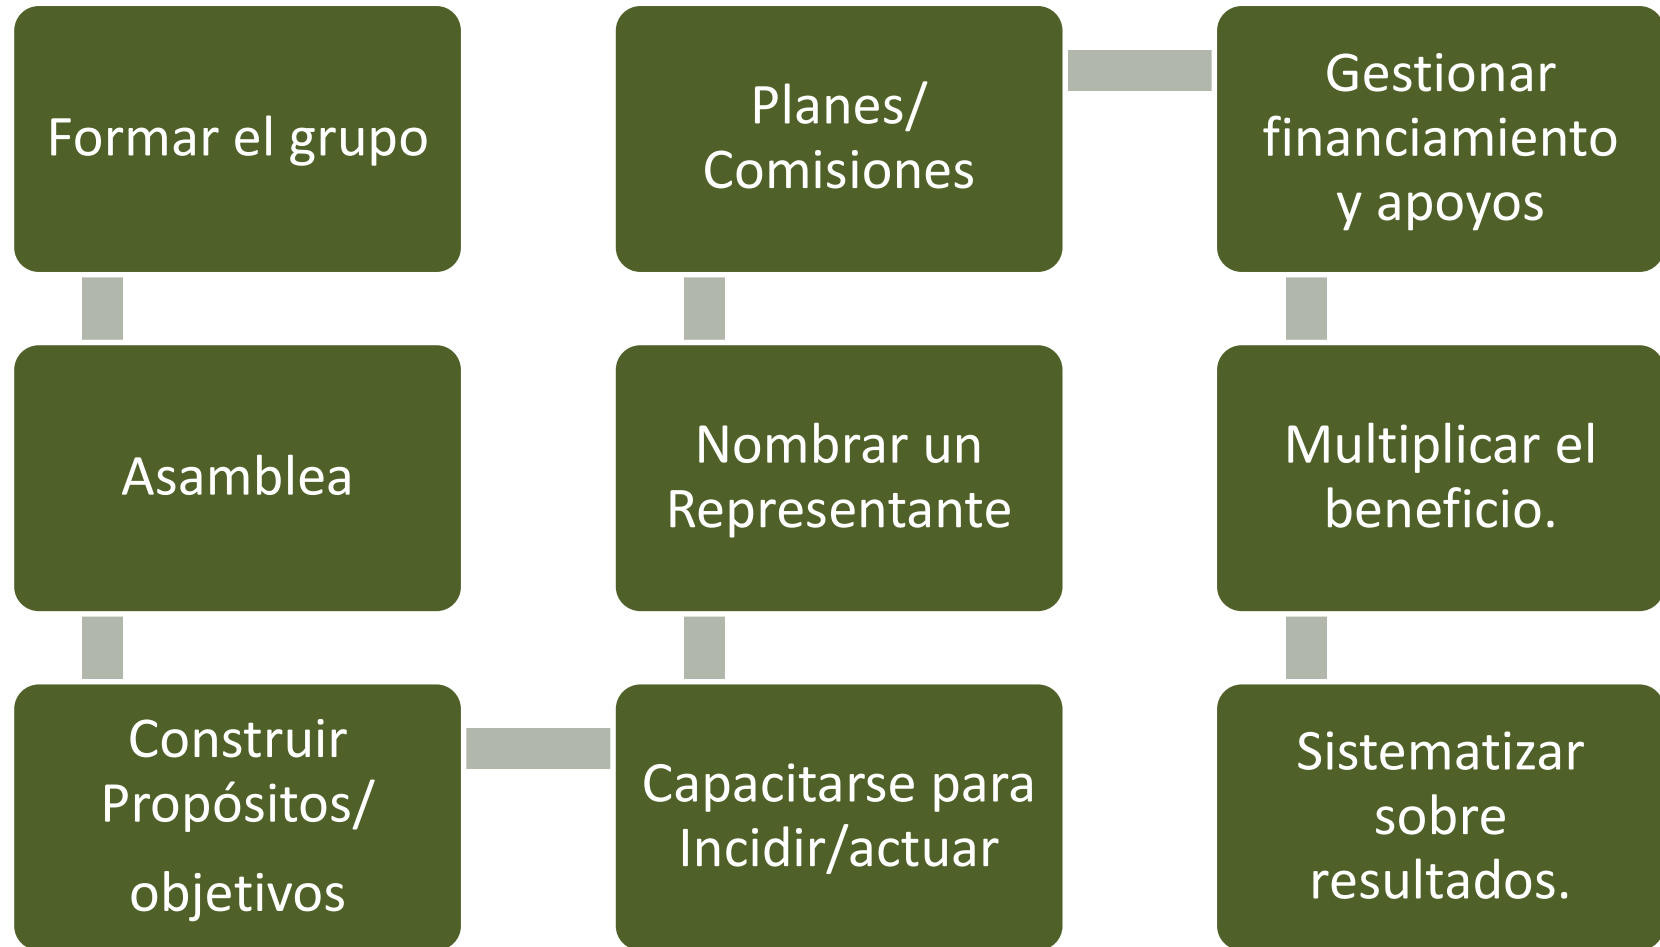 Formar el grupo
Asamblea
Construir
Propósitos/
objetivos
Capacitarse para
Incidir/actuar
Nombrar un
Representante
Planes/
Comisiones
Gestionar
financiamiento
y apoyos
Multiplicar el
beneficio.
Sistematizar
sobre
resultados.